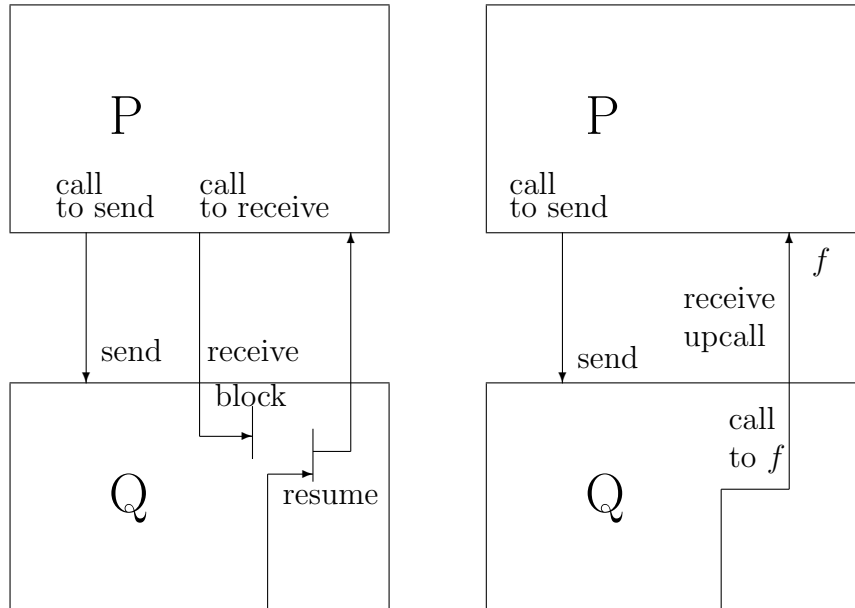 P
call
to send
call
to receive
send
receive
block
resume
Q
P
call
to send
f
receive
upcall
send
call
to f
Q